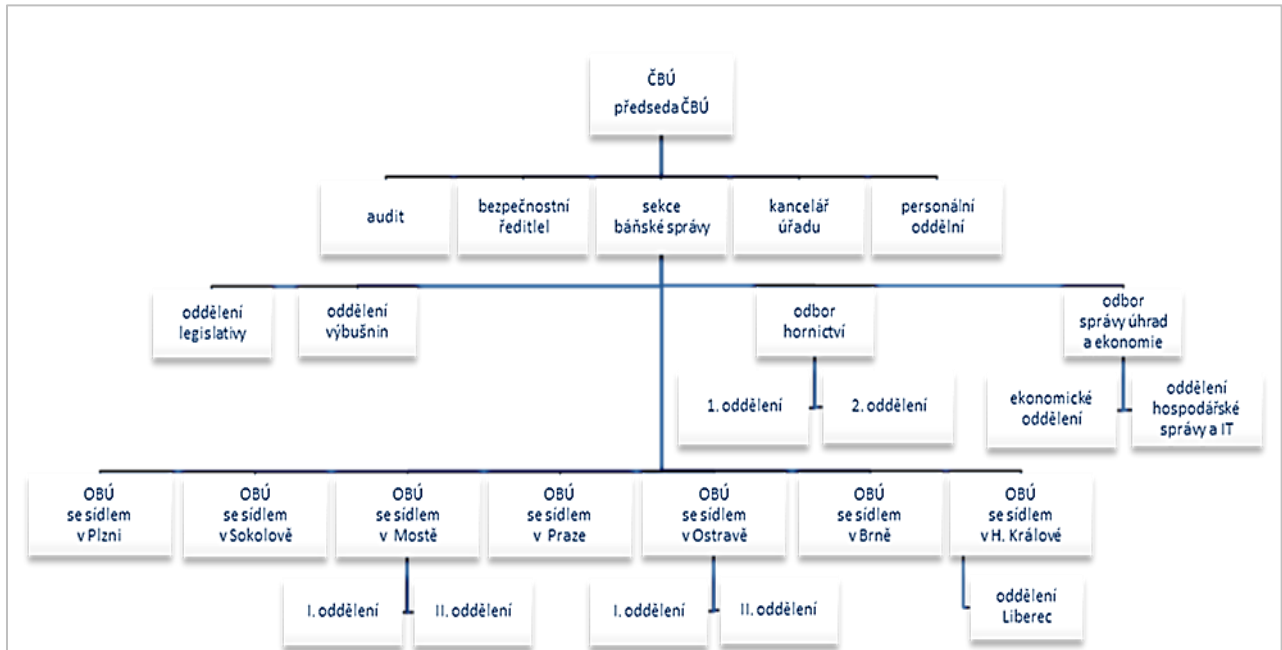 ČBÚ
předseda ČBÚ
audit
bezpečnostní
ředitlel
sekce
báňské správy
kancelář
úřadu
personální
oddělní
oddělení
legislativy
oddělení
výbušnin
odbor
hornictví
odbor
správy úhrad
a ekonomie
1. oddělení
2. oddělení
ekonomické
oddělení
oddělení
hospodářské
správy a IT
OBÚ
se sídlem
v Plzni
OBÚ
se sídlem
v Sokolově
OBÚ
se sídlem
v Mostě
OBÚ
se sídlem
v Praze
OBÚ
se sídlem
v Ostravě
OBÚ
se sídlem
v Brně
OBÚ
se sídlem
v H. Králové
I. oddělení
II. oddělení
I. oddělení
II. oddělení
oddělení
Liberec